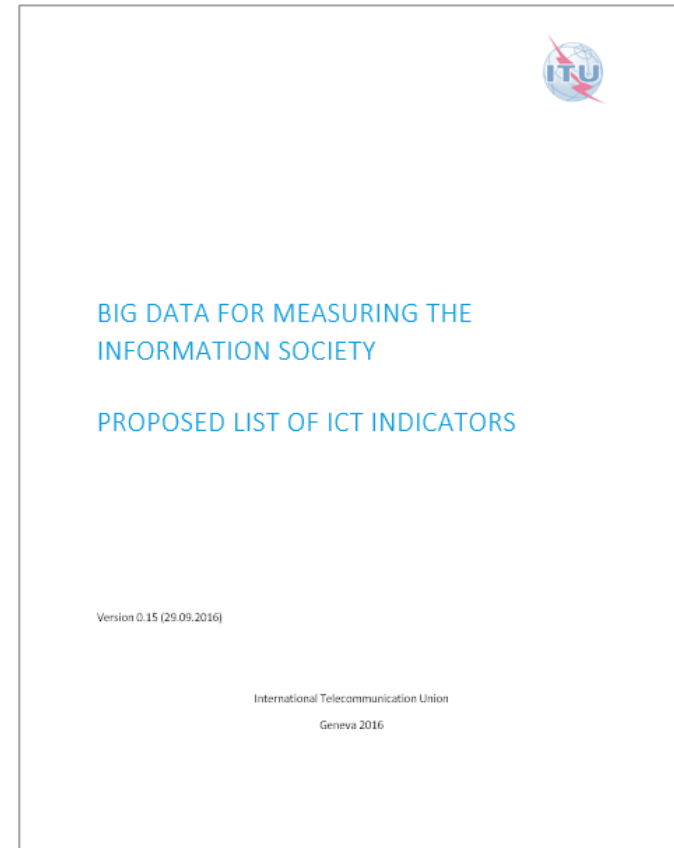 ITU
BIG DATA FOR MEASURING THE
INFORMATION SOCIETY
PROPOSED LIST OF ICT INDICATORS
Version 0.15 (29.09.2016)
International Telecommunication Union
Geneva 2016